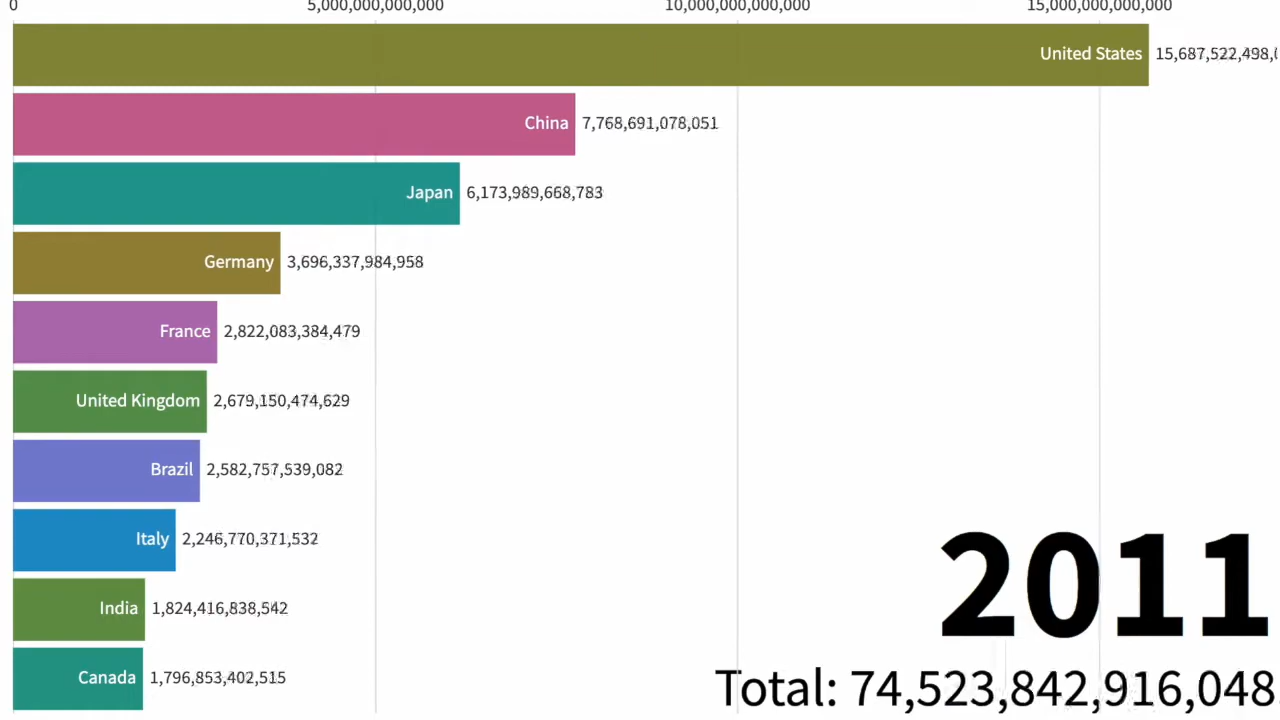 0 5,000,000,000,000 10,000,000,000,000 15,000,000,000,000
United States 15,687,522,498,
China 7,768,691,078,051
Japan 6,173,989,668,783
Germany 3,696,337,984,958
France 2,822,083,384,479
United Kingdom 2,679,150,474,629
Brazil 2,582,757,539,082
Italy 2,246,770,371,532
India 1,824,416,838,542
Canada 1,796,853,402,515
2011
Total: 74,523,842,916,048